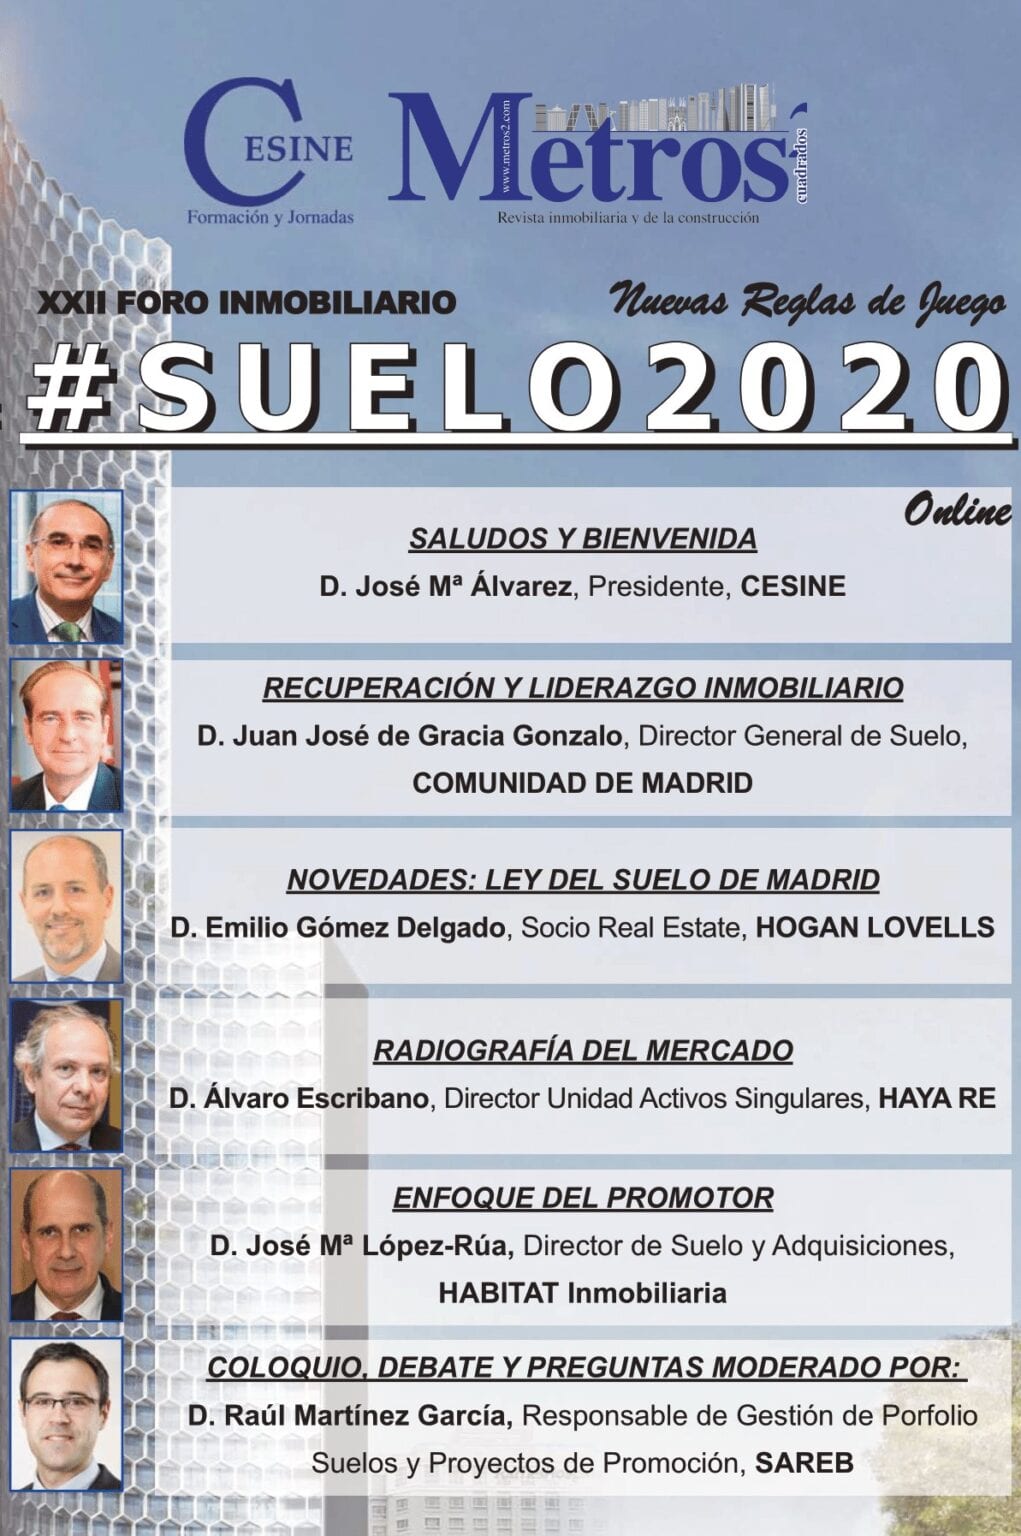 CESINE
Formación y Jornadas
Metros2
www.metros2.com
cuadrados
Revista inmobiliaria y de la construcción
XXII FORO INMOBILIARIO
Nuevas Reglas de Juego
#SUELO2020
Online
SALUDOS Y BIENVENIDA
D. José Mª Álvarez, Presidente, CESINE
RECUPERACIÓN Y LIDERAZGO INMOBILIARIO
D. Juan José de Gracia Gonzalo, Director General de Suelo,
COMUNIDAD DE MADRID
NOVEDADES: LEY DEL SUELO DE MADRID
D. Emilio Gómez Delgado, Socio Real Estate, HOGAN LOVELLS
RADIOGRAFÍA DEL MERCADO
D. Álvaro Escribano, Director Unidad Activos Singulares, HAYA RE
ENFOQUE DEL PROMOTOR
D. José Mª López-Rúa, Director de Suelo y Adquisiciones,
HABITAT Inmobiliaria
COLOQUIO, DEBATE Y PREGUNTAS MODERADO POR:
D. Raúl Martínez García, Responsable de Gestión de Porfolio
Suelos y Proyectos de Promoción, SAREB